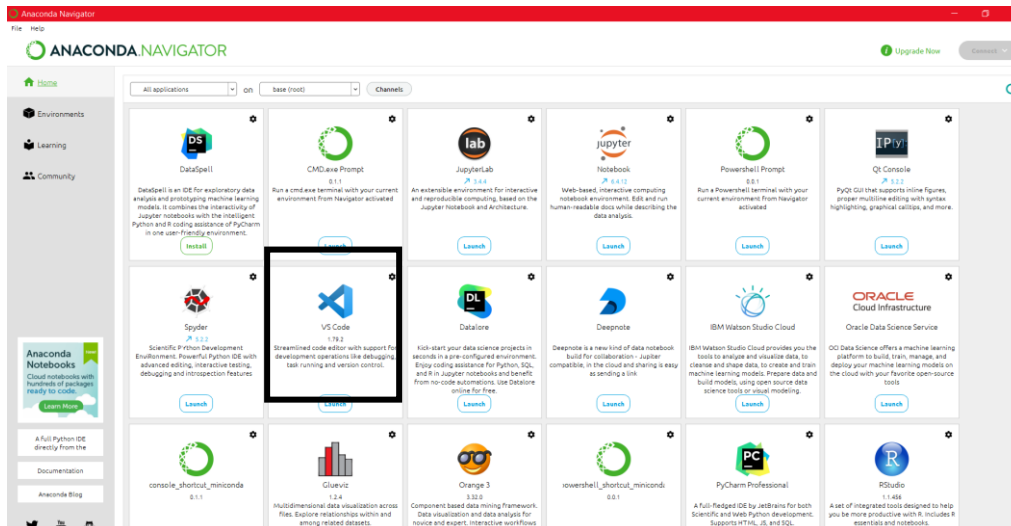 Anaconda Navigator
File Help
ANACONDA.NAVIGATOR
Upgrade Now
Connect
Home
Environments
Learning
Community
All applications
on
base (root)
Channels
DS
DataSpell
DataSpell is an IDE for exploratory data
analysis and prototyping machine learning
models. It combines the interactivity of
Jupyter notebooks with the intelligent
Python and R coding assistance of PyCharm
in one user-friendly environment.
Install
CMD.exe Prompt
0.1.1
Run a cmd.exe terminal with your current
environment from Navigator activated
Launch
lab
JupyterLab
3.4.4
An extensible environment for interactive
and reproducible computing, based on the
Jupyter Notebook and Architecture.
Launch
jupyter
Notebook
6.4.12
Web-based, interactive computing
notebook environment. Edit and run
human-readable docs while describing the
data analysis.
Launch
Powershell Prompt
0.0.1
Run a Powershell terminal with your
current environment from Navigator
activated
Launch
IP[y]:
Qt Console
5.2.2
PyQt GUI that supports inline figures,
proper multiline editing with syntax
highlighting, graphical calltips, and more.
Launch
Spyder
5.2.2
Scientific Python Development
EnviRonment. Powerful Python IDE with
advanced editing, interactive testing,
debugging and introspection features
Launch
VS Code
1.79.2
Streamlined code editor with support for
development operations like debugging,
task running and version control.
Launch
DL
Datalore
Kick-start your data science projects in
seconds in a pre-configured environment.
Enjoy coding assistance for Python, SQL,
and R in Jupyter notebooks and benefit
from no-code automations. Use Datalore
online for free.
Launch
Deepnote
Deepnote is a new kind of data notebook
build for collaboration - Jupiter
compatible, in the cloud and sharing is easy
as sending a link
Launch
IBM Watson Studio Cloud
IBM Watson Studio Cloud provides you the
tools to analyze and visualize data, to
cleanse and shape data, to create and train
machine learning models. Prepare data and
build models, using open source data
science tools or visual modeling.
Launch
ORACLE
Cloud Infrastructure
Oracle Data Science Service
OCI Data Science offers a machine learning
platform to build, train, manage, and
deploy your machine learning models on
the cloud with your favorite open-source
tools
Launch
Anaconda
Notebooks
Cloud notebooks with
hundreds of packages
ready to code.
Learn More
A full Python IDE
directly from the
Documentation
Anaconda Blog
console_shortcut_miniconda
0.1.1
Glueviz
1.2.4
Multidimensional data visualization across
files. Explore relationships within and
among related datasets.
Orange 3
3.32.0
Component based data mining framework.
Data visualization and data analysis for
novice and expert. Interactive workflows
owershell_shortcut_minicond
0.0.1
PC
PyCharm Professional
A full-fledged IDE by JetBrains for both
Scientific and Web Python development.
Supports HTML, JS, and SQL.
R
RStudio
1.1.456
A set of integrated tools designed to help
you be more productive with R. Includes R
essentials and notebooks.